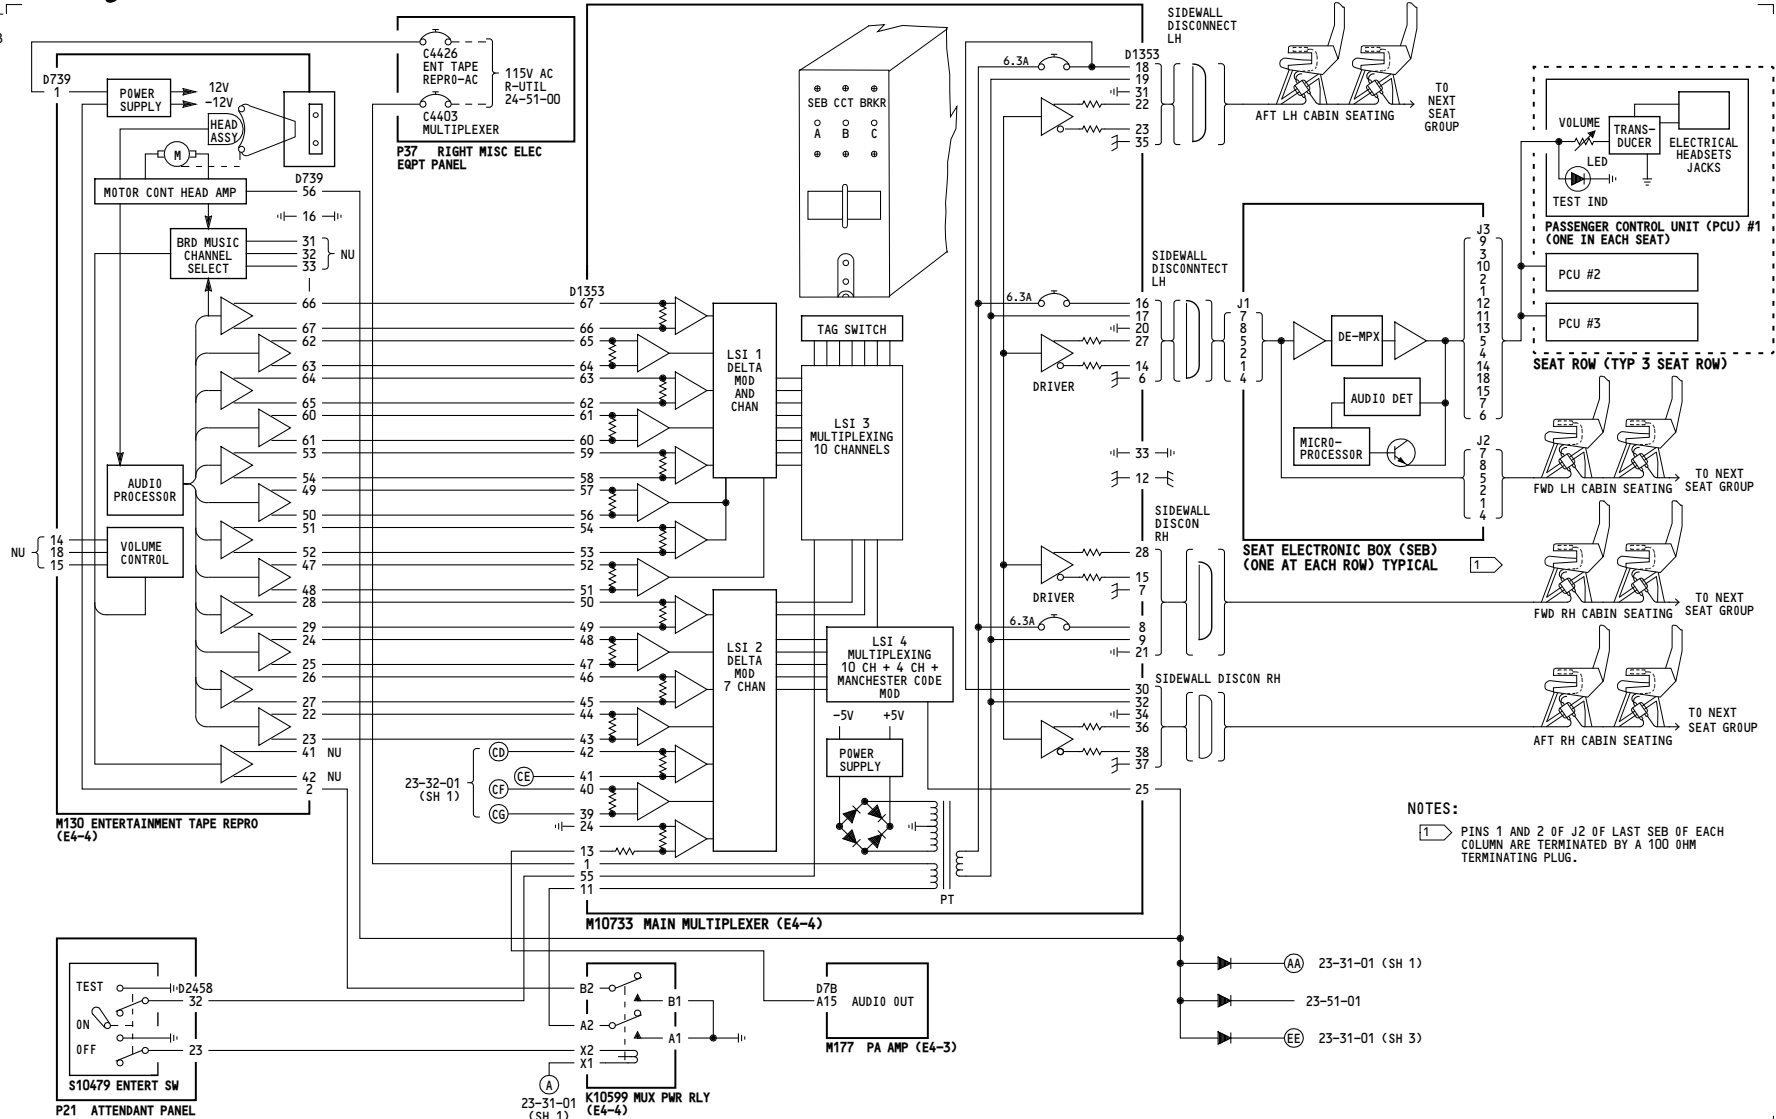 D739
1
POWER
SUPPLY
12V
-12V
HEAD
ASSY
M
MOTOR CONT HEAD AMP
D739
56
16
BRD MUSIC
CHANNEL
SELECT
31
32
33
NU
66
67
62
63
64
65
60
61
53
54
49
50
51
52
47
48
28
29
24
25
26
27
22
23
41 NU
42 NU
2
AUDIO
PROCESSOR
VOLUME
CONTROL
NU
14
18
15
M130 ENTERTAINMENT TAPE REPRO
(E4-4)
C4426
ENT TAPE
REPRO-AC
C4403
MULTIPLEXER
115V AC
R-UTIL
24-51-00
P37 RIGHT MISC ELEC
EQPT PANEL
D1353
67
66
65
64
63
62
61
60
59
58
57
56
54
53
52
51
50
49
48
47
46
45
44
43
42
41
40
39
24
13
1
55
11
CD
CE
CF
CG
23-32-01
(SH 1)
SEB CCT BRKR
A B C
LSI 1
DELTA
MOD
AND
CHAN
TAG SWITCH
LSI 3
MULTIPLEXING
10 CHANNELS
LSI 2
DELTA
MOD
7 CHAN
LSI 4
MULTIPLEXING
10 CH + 4 CH +
MANCHESTER CODE
MOD
-5V +5V
POWER
SUPPLY
PT
M10733 MAIN MULTIPLEXER (E4-4)
6.3A
D1353
18
19
31
22
23
35
6.3A
16
17
20
27
14
6
DRIVER
33
12
28
15
7
DRIVER
6.3A
8
9
21
30
32
34
36
38
37
25
SIDEWALL
DISCONNECT
LH
AFT LH CABIN SEATING
TO
NEXT
SEAT
GROUP
SIDEWALL
DISCONNTECT
LH
SIDEWALL
DISCON
RH
SIDEWALL DISCON RH
J1
7
8
5
2
1
4
DE-MPX
AUDIO DET
MICRO-
PROCESSOR
J3
9
3
10
2
1
12
11
13
5
4
14
18
15
7
6
J2
7
8
5
2
1
4
SEAT ELECTRONIC BOX (SEB)
(ONE AT EACH ROW) TYPICAL
1
VOLUME
TRANS-
DUCER
LED
TEST IND
ELECTRICAL
HEADSETS
JACKS
PASSENGER CONTROL UNIT (PCU) #1
(ONE IN EACH SEAT)
PCU #2
PCU #3
SEAT ROW (TYP 3 SEAT ROW)
FWD LH CABIN SEATING
TO NEXT
SEAT GROUP
FWD RH CABIN SEATING
TO NEXT
SEAT GROUP
AFT RH CABIN SEATING
TO NEXT
SEAT GROUP
NOTES:
1 PINS 1 AND 2 OF J2 OF LAST SEB OF EACH
COLUMN ARE TERMINATED BY A 100 OHM
TERMINATING PLUG.
TEST
ON
OFF
D2458
32
23
S10479 ENTERT SW
P21 ATTENDANT PANEL
B2
B1
A2
A1
X2
X1
A
23-31-01
(SH 1)
K10599 MUX PWR RLY
(E4-4)
D7B
A15 AUDIO OUT
M177 PA AMP (E4-3)
AA 23-31-01 (SH 1)
23-51-01
EE 23-31-01 (SH 3)